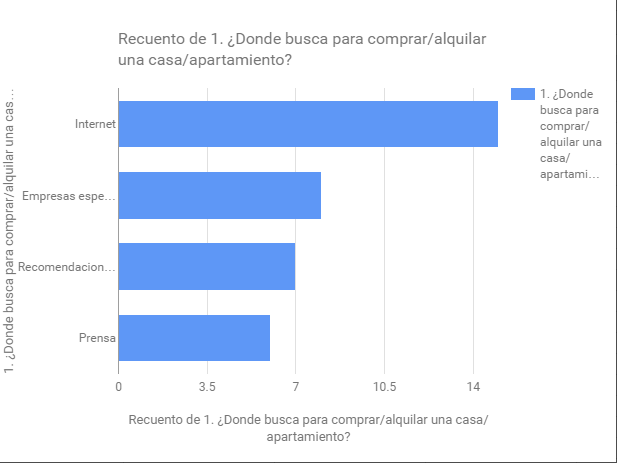 Recuento de 1. ¿Donde busca para comprar/alquilar
una casa/apartamiento?
1. ¿Donde busca para comprar/alquilar una cas…
Internet
Empresas espe…
Recomendacion…
Prensa
0 3.5 7 10.5 14
Recuento de 1. ¿Donde busca para comprar/alquilar una casa/
apartamiento?
1. ¿Donde
busca para
comprar/
alquilar una
casa/
apartami…